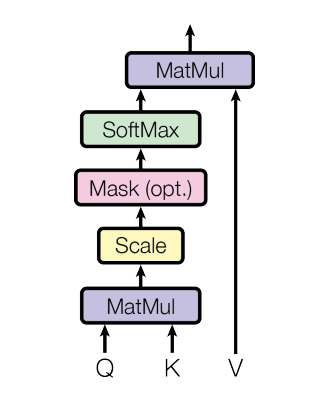 MatMul
SoftMax
Mask (opt.)
Scale
MatMul
Q K V